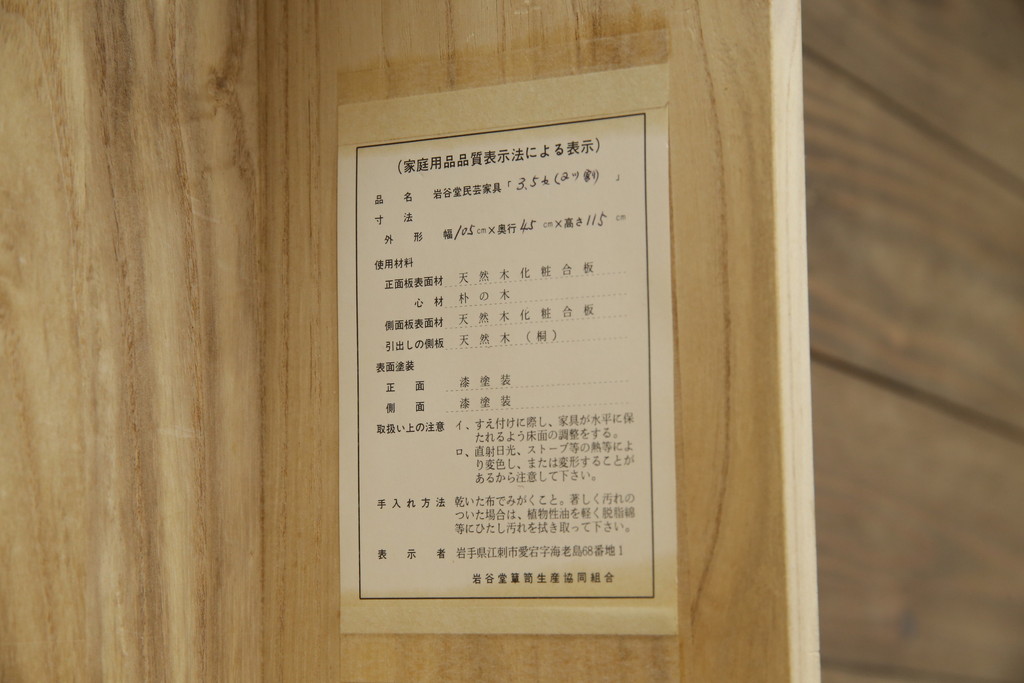 (家庭用品品質表示法による表示)
品名 岩谷堂民芸家具「3.5尺(2ツ割)」
寸法
外形 幅105cm×奥行45cm×高さ115cm
使用材料
正面板表面材 天然木化粧合板
心材 朴の木
側面板表面材 天然木化粧合板
引出しの側板 天然木(桐)
表面塗装
正面 漆塗装
側面 漆塗装
取扱い上の注意 イ、すえ付けに際し、家具が水平に保
たれるよう床面の調整をする。
ロ、直射日光、ストーブ等の熱等によ
り変色し、または変形することが
あるから注意して下さい。
手入れ方法 乾いた布でみがくこと。著しく汚れの
ついた場合は、植物性油を軽く脱脂綿
等にひたし汚れを拭き取って下さい。
表示者 岩手県江刺市愛宕字海老島68番地1
岩谷堂簞笥生産協同組合